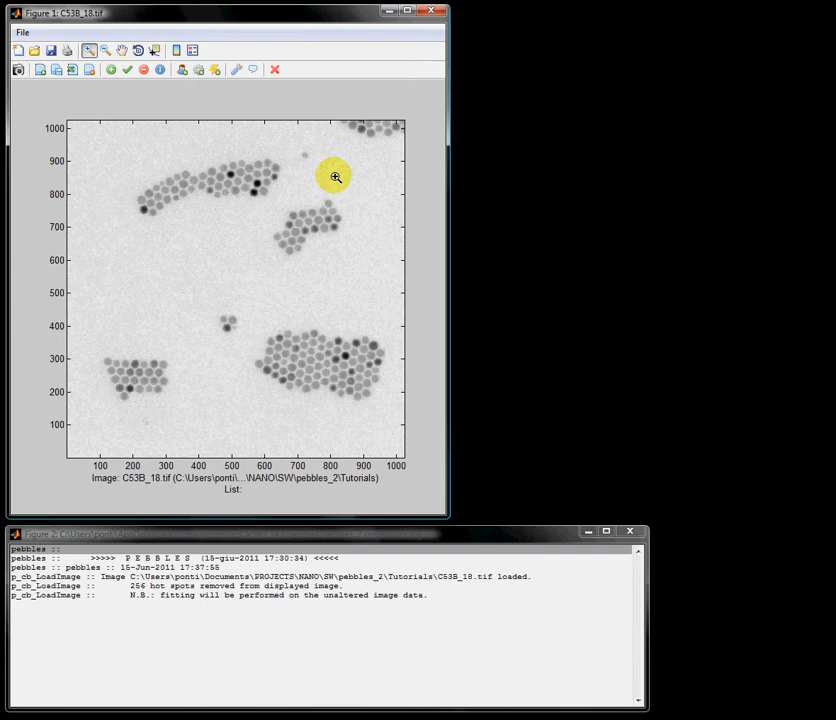 Figure 1: C53B_18.tif
File
1000
900
800
700
600
500
400
300
200
100
100 200 300 400 500 600 700 800 900 1000
Image: C53B_18.tif (C:\Users\ponti\...\NANO\SW\pebbles_2\Tutorials)
List:
Figure 2: C:\Users\ponti\
pebbles ::
pebbles :: >>>>> P E B B L E S (15-giu-2011 17:30:34) <<<<<
pebbles :: pebbles :: 15-Jun-2011 17:37:55
p_cb_LoadImage :: Image C:\Users\ponti\Documents\PROJECTS\NANO\SW\pebbles_2\Tutorials\C53B_18.tif loaded.
p_cb_LoadImage :: 256 hot spots removed from displayed image.
p_cb_LoadImage :: N.B.: fitting will be performed on the unaltered image data.